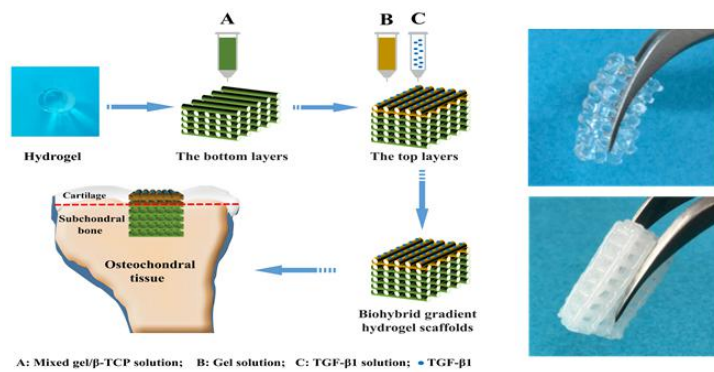 A
B
C
Hydrogel
The bottom layers
The top layers
Cartilage
Subchondral
bone
Osteochondral
tissue
Biohybrid gradient
hydrogel scaffolds
A: Mixed gel/β-TCP solution; B: Gel solution; C: TGF-β1 solution; TGF-β1